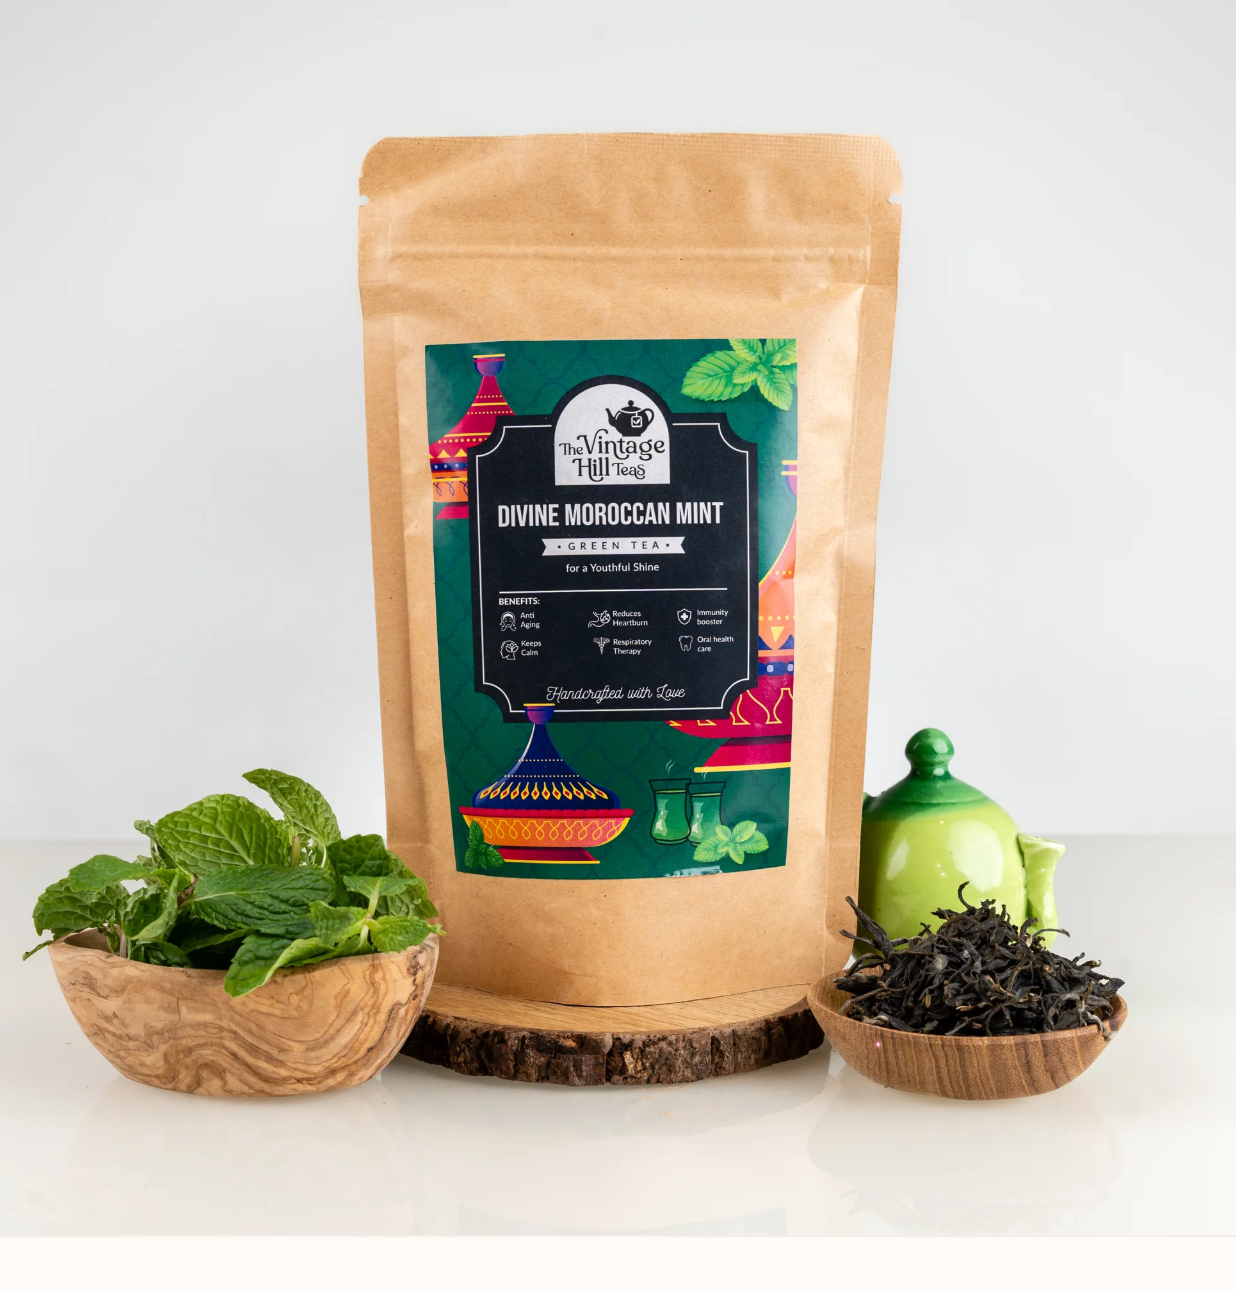 The Vintage
Hill Teas
DIVINE MOROCCAN MINT
• GREEN TEA •
for a Youthful Shine
BENEFITS:
Anti
Aging
Reduces
Heartburn
Immunity
booster
Keeps
Calm
Respiratory
Therapy
Oral health
care
Handcrafted with Love